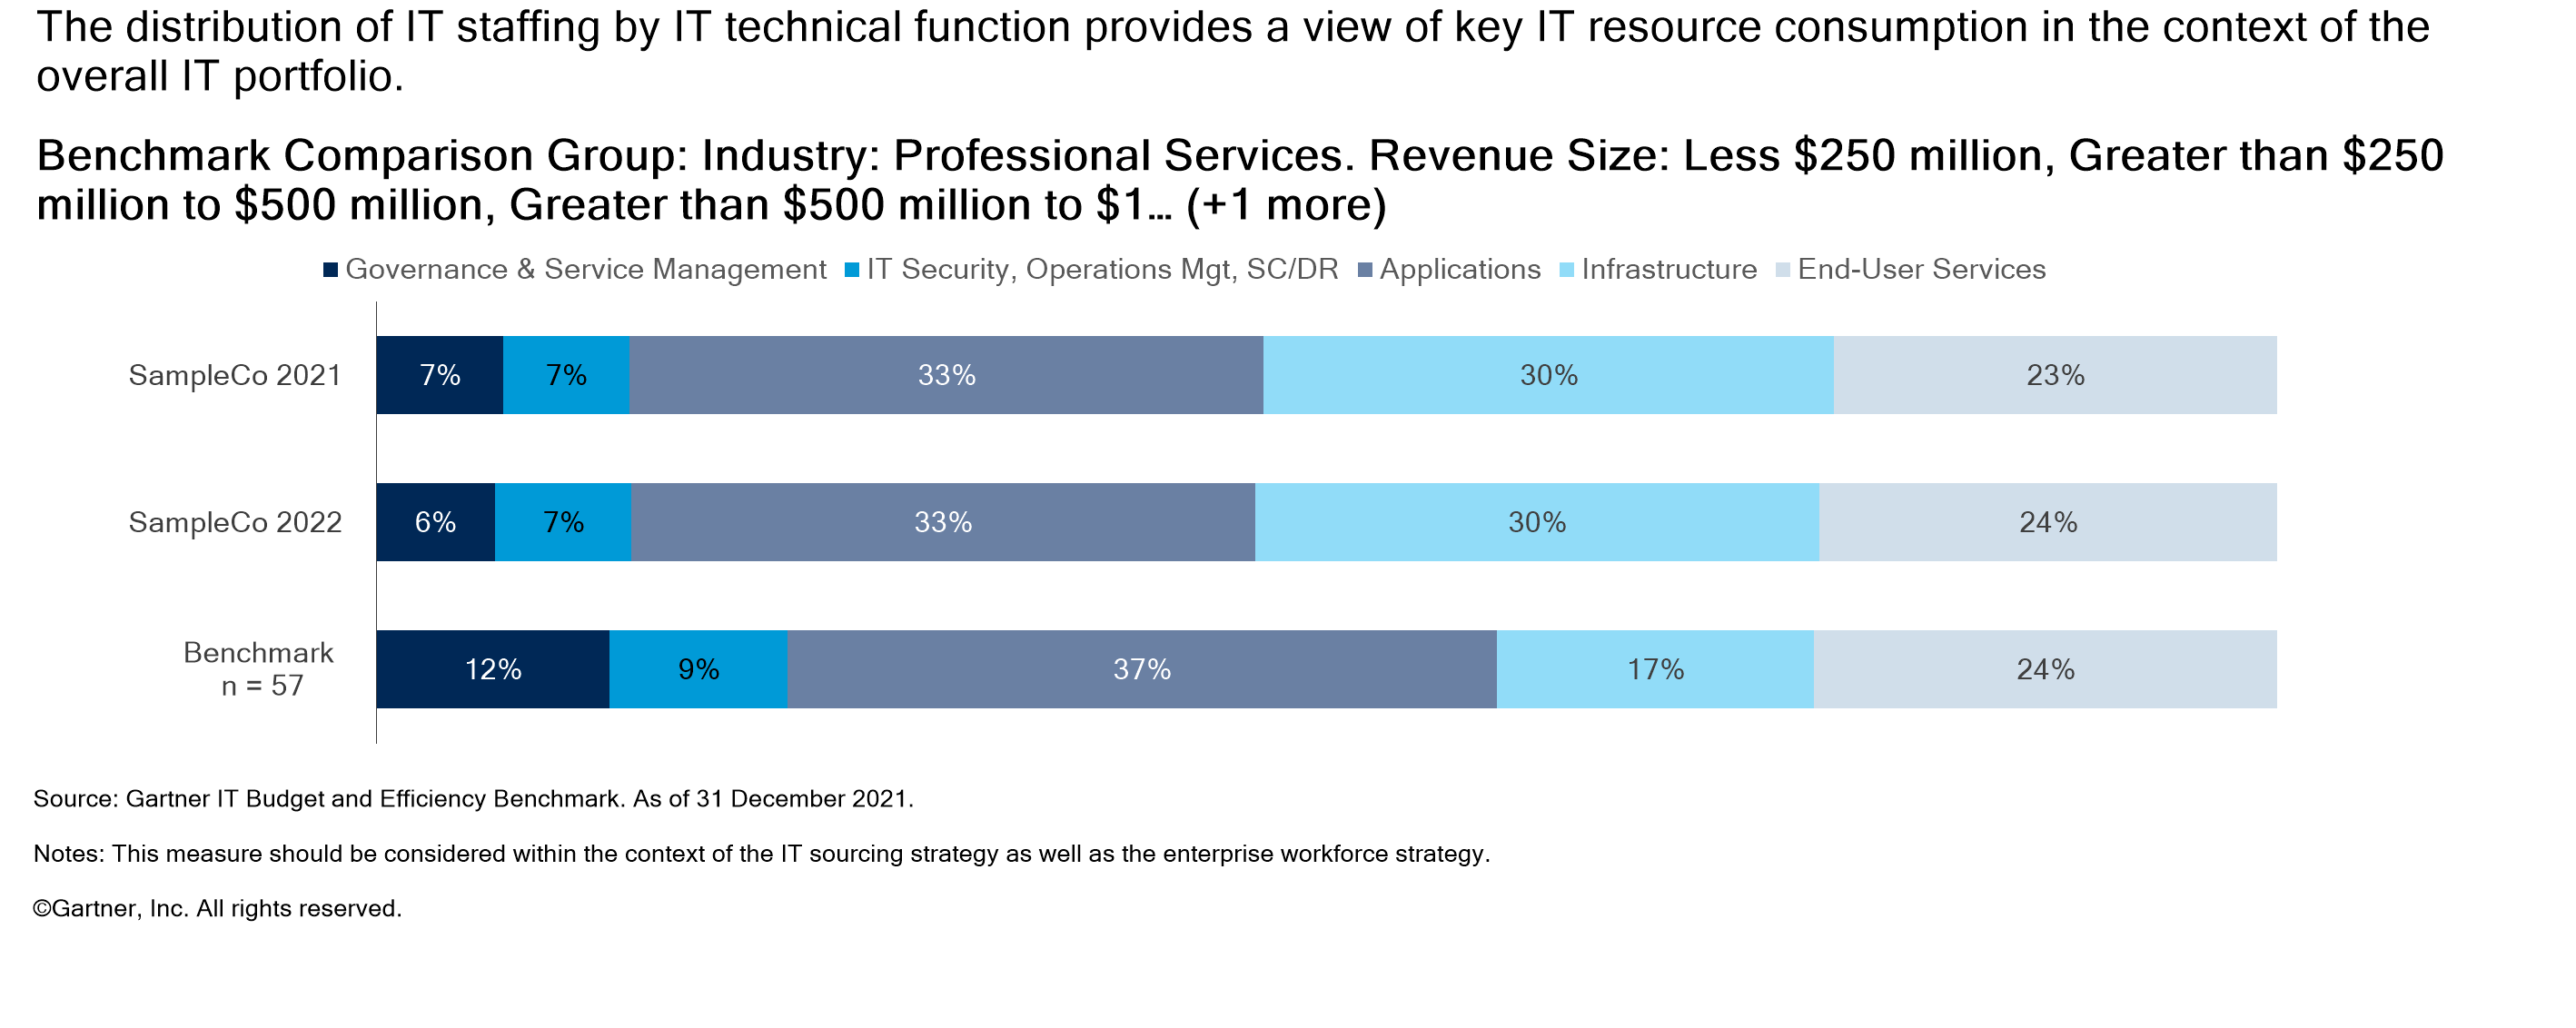 The distribution of IT staffing by IT technical function provides a view of key IT resource consumption in the context of the
overall IT portfolio.
Benchmark Comparison Group: Industry: Professional Services. Revenue Size: Less $250 million, Greater than $250
million to $500 million, Greater than $500 million to $1... (+1 more)
Governance & Service Management IT Security, Operations Mgt, SC/DR Applications Infrastructure End-User Services
SampleCo 2021 7% 7% 33% 30% 23%
SampleCo 2022 6% 7% 33% 30% 24%
Benchmark
n = 57
12% 9% 37% 17% 24%
Source: Gartner IT Budget and Efficiency Benchmark. As of 31 December 2021.
Notes: This measure should be considered within the context of the IT sourcing strategy as well as the enterprise workforce strategy.
©Gartner, Inc. All rights reserved.